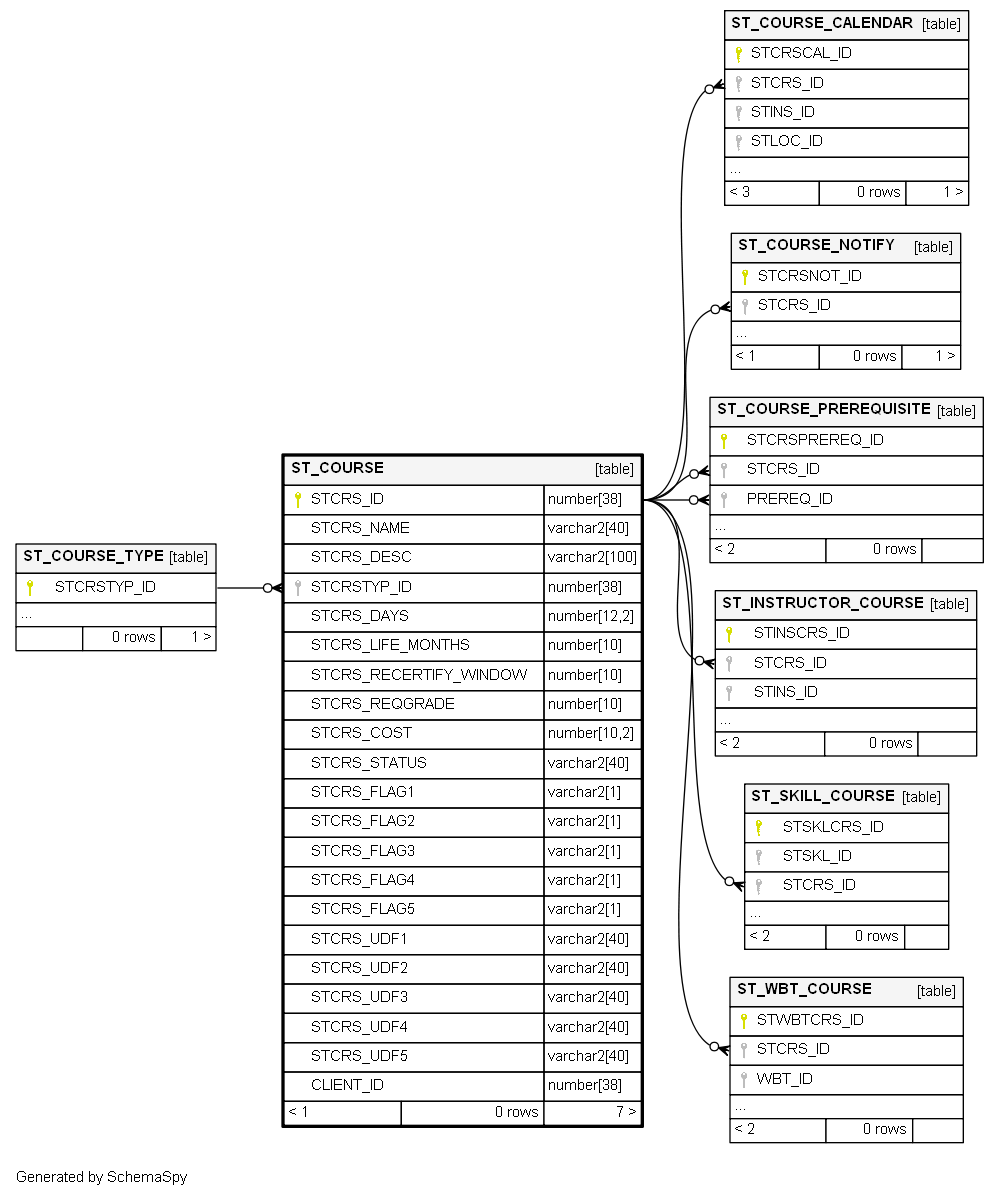 ST_COURSE_CALENDAR [table]
STCRSCAL_ID
STCRS_ID
STINS_ID
STLOC_ID
...
< 3 0 rows 1 >
ST_COURSE_NOTIFY [table]
STCRSNOT_ID
STCRS_ID
...
< 1 0 rows 1 >
ST_COURSE_PREREQUISITE [table]
STCRSPREREQ_ID
STCRS_ID
PREREQ_ID
...
< 2 0 rows
ST_COURSE [table]
STCRS_ID number[38]
STCRS_NAME varchar2[40]
STCRS_DESC varchar2[100]
STCRSTYP_ID number[38]
STCRS_DAYS number[12,2]
STCRS_LIFE_MONTHS number[10]
STCRS_RECERTIFY_WINDOW number[10]
STCRS_REQGRADE number[10]
STCRS_COST number[10,2]
STCRS_STATUS varchar2[40]
STCRS_FLAG1 varchar2[1]
STCRS_FLAG2 varchar2[1]
STCRS_FLAG3 varchar2[1]
STCRS_FLAG4 varchar2[1]
STCRS_FLAG5 varchar2[1]
STCRS_UDF1 varchar2[40]
STCRS_UDF2 varchar2[40]
STCRS_UDF3 varchar2[40]
STCRS_UDF4 varchar2[40]
STCRS_UDF5 varchar2[40]
CLIENT_ID number[38]
< 1 0 rows 7 >
ST_COURSE_TYPE [table]
STCRSTYP_ID
...
0 rows 1 >
ST_INSTRUCTOR_COURSE [table]
STINSCRS_ID
STCRS_ID
STINS_ID
...
< 2 0 rows
ST_SKILL_COURSE [table]
STSKLCRS_ID
STSKL_ID
STCRS_ID
...
< 2 0 rows
ST_WBT_COURSE [table]
STWBTCRS_ID
STCRS_ID
WBT_ID
...
< 2 0 rows
Generated by SchemaSpy